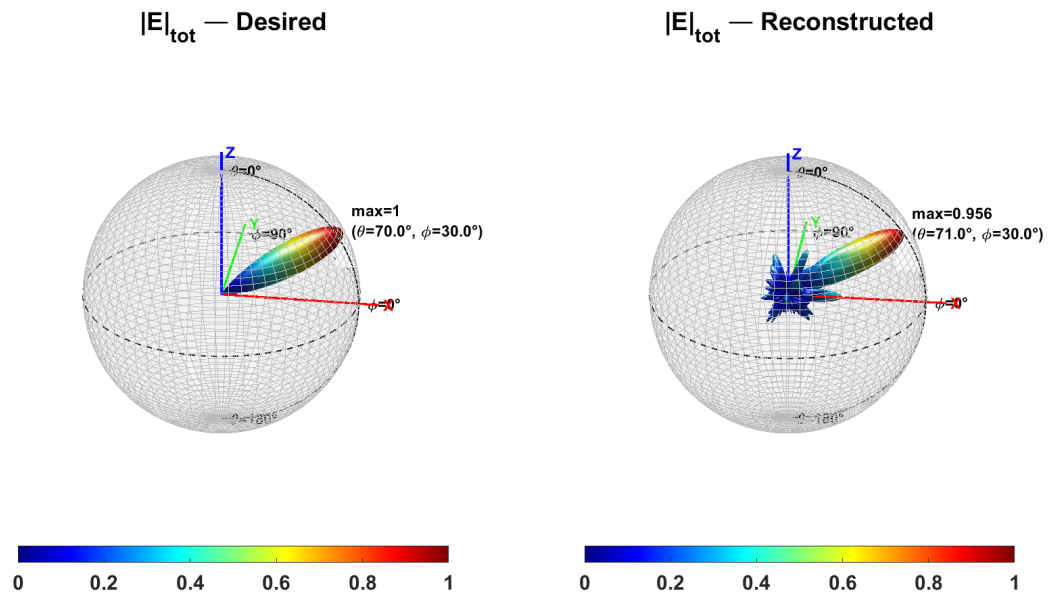 |E|tot — Desired
|E|tot — Reconstructed
Z
θ=0°
Y
ϕ=90°
max=1
(θ=70.0°, ϕ=30.0°)
ϕ=0°
X
θ=180°
Z
θ=0°
Y
ϕ=90°
max=0.956
(θ=71.0°, ϕ=30.0°)
ϕ=0°
X
θ=180°
0 0.2 0.4 0.6 0.8 1
0 0.2 0.4 0.6 0.8 1